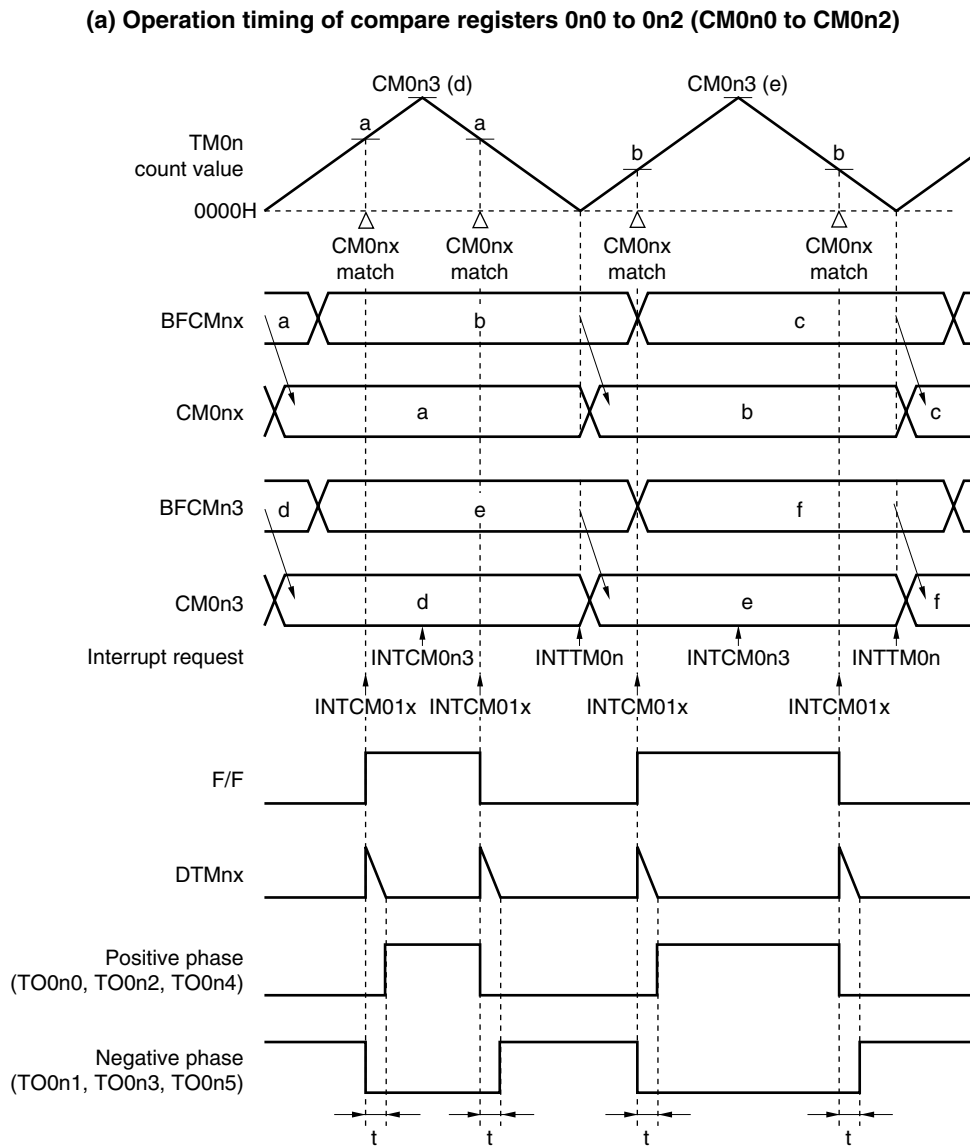 (a) Operation timing of compare registers 0n0 to 0n2 (CM0n0 to CM0n2)
CM0n3 (d)
CM0n3 (e)
a
a
TM0n
count value
b
b
0000H
CM0nx
match
CM0nx
match
CM0nx
match
CM0nx
match
BFCMnx
a
b
c
CM0nx
a
b
c
BFCMn3
d
e
f
CM0n3
d
e
f
Interrupt request
INTCM0n3
INTTM0n
INTCM0n3
INTTM0n
INTCM01x
INTCM01x
INTCM01x
INTCM01x
F/F
DTMnx
Positive phase
(TO0n0, TO0n2, TO0n4)
Negative phase
(TO0n1, TO0n3, TO0n5)
t
t
t
t